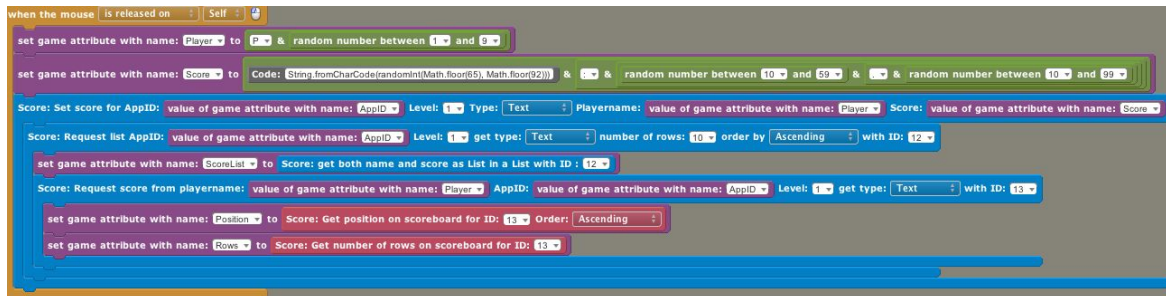 when the mouse is released on Self
set game attribute with name: Player to P & random number between 1 and 9
set game attribute with name: Score to Code: String.fromCharCode(randomInt(Math.floor(65), Math.floor(92))) & : & random number between 10 and 59 & . & random number between 10 and 99
Score: Set score for AppID: value of game attribute with name: AppID Level: 1 Type: Text Playername: value of game attribute with name: Player Score: value of game attribute with name: Score
Score: Request list AppID: value of game attribute with name: AppID Level: 1 get type: Text number of rows: 10 order by Ascending with ID: 12
set game attribute with name: ScoreList to Score: get both name and score as List in a List with ID : 12
Score: Request score from playername: value of game attribute with name: Player AppID: value of game attribute with name: AppID Level: 1 get type: Text with ID: 13
set game attribute with name: Position to Score: Get position on scoreboard for ID: 13 Order: Ascending
set game attribute with name: Rows to Score: Get number of rows on scoreboard for ID: 13